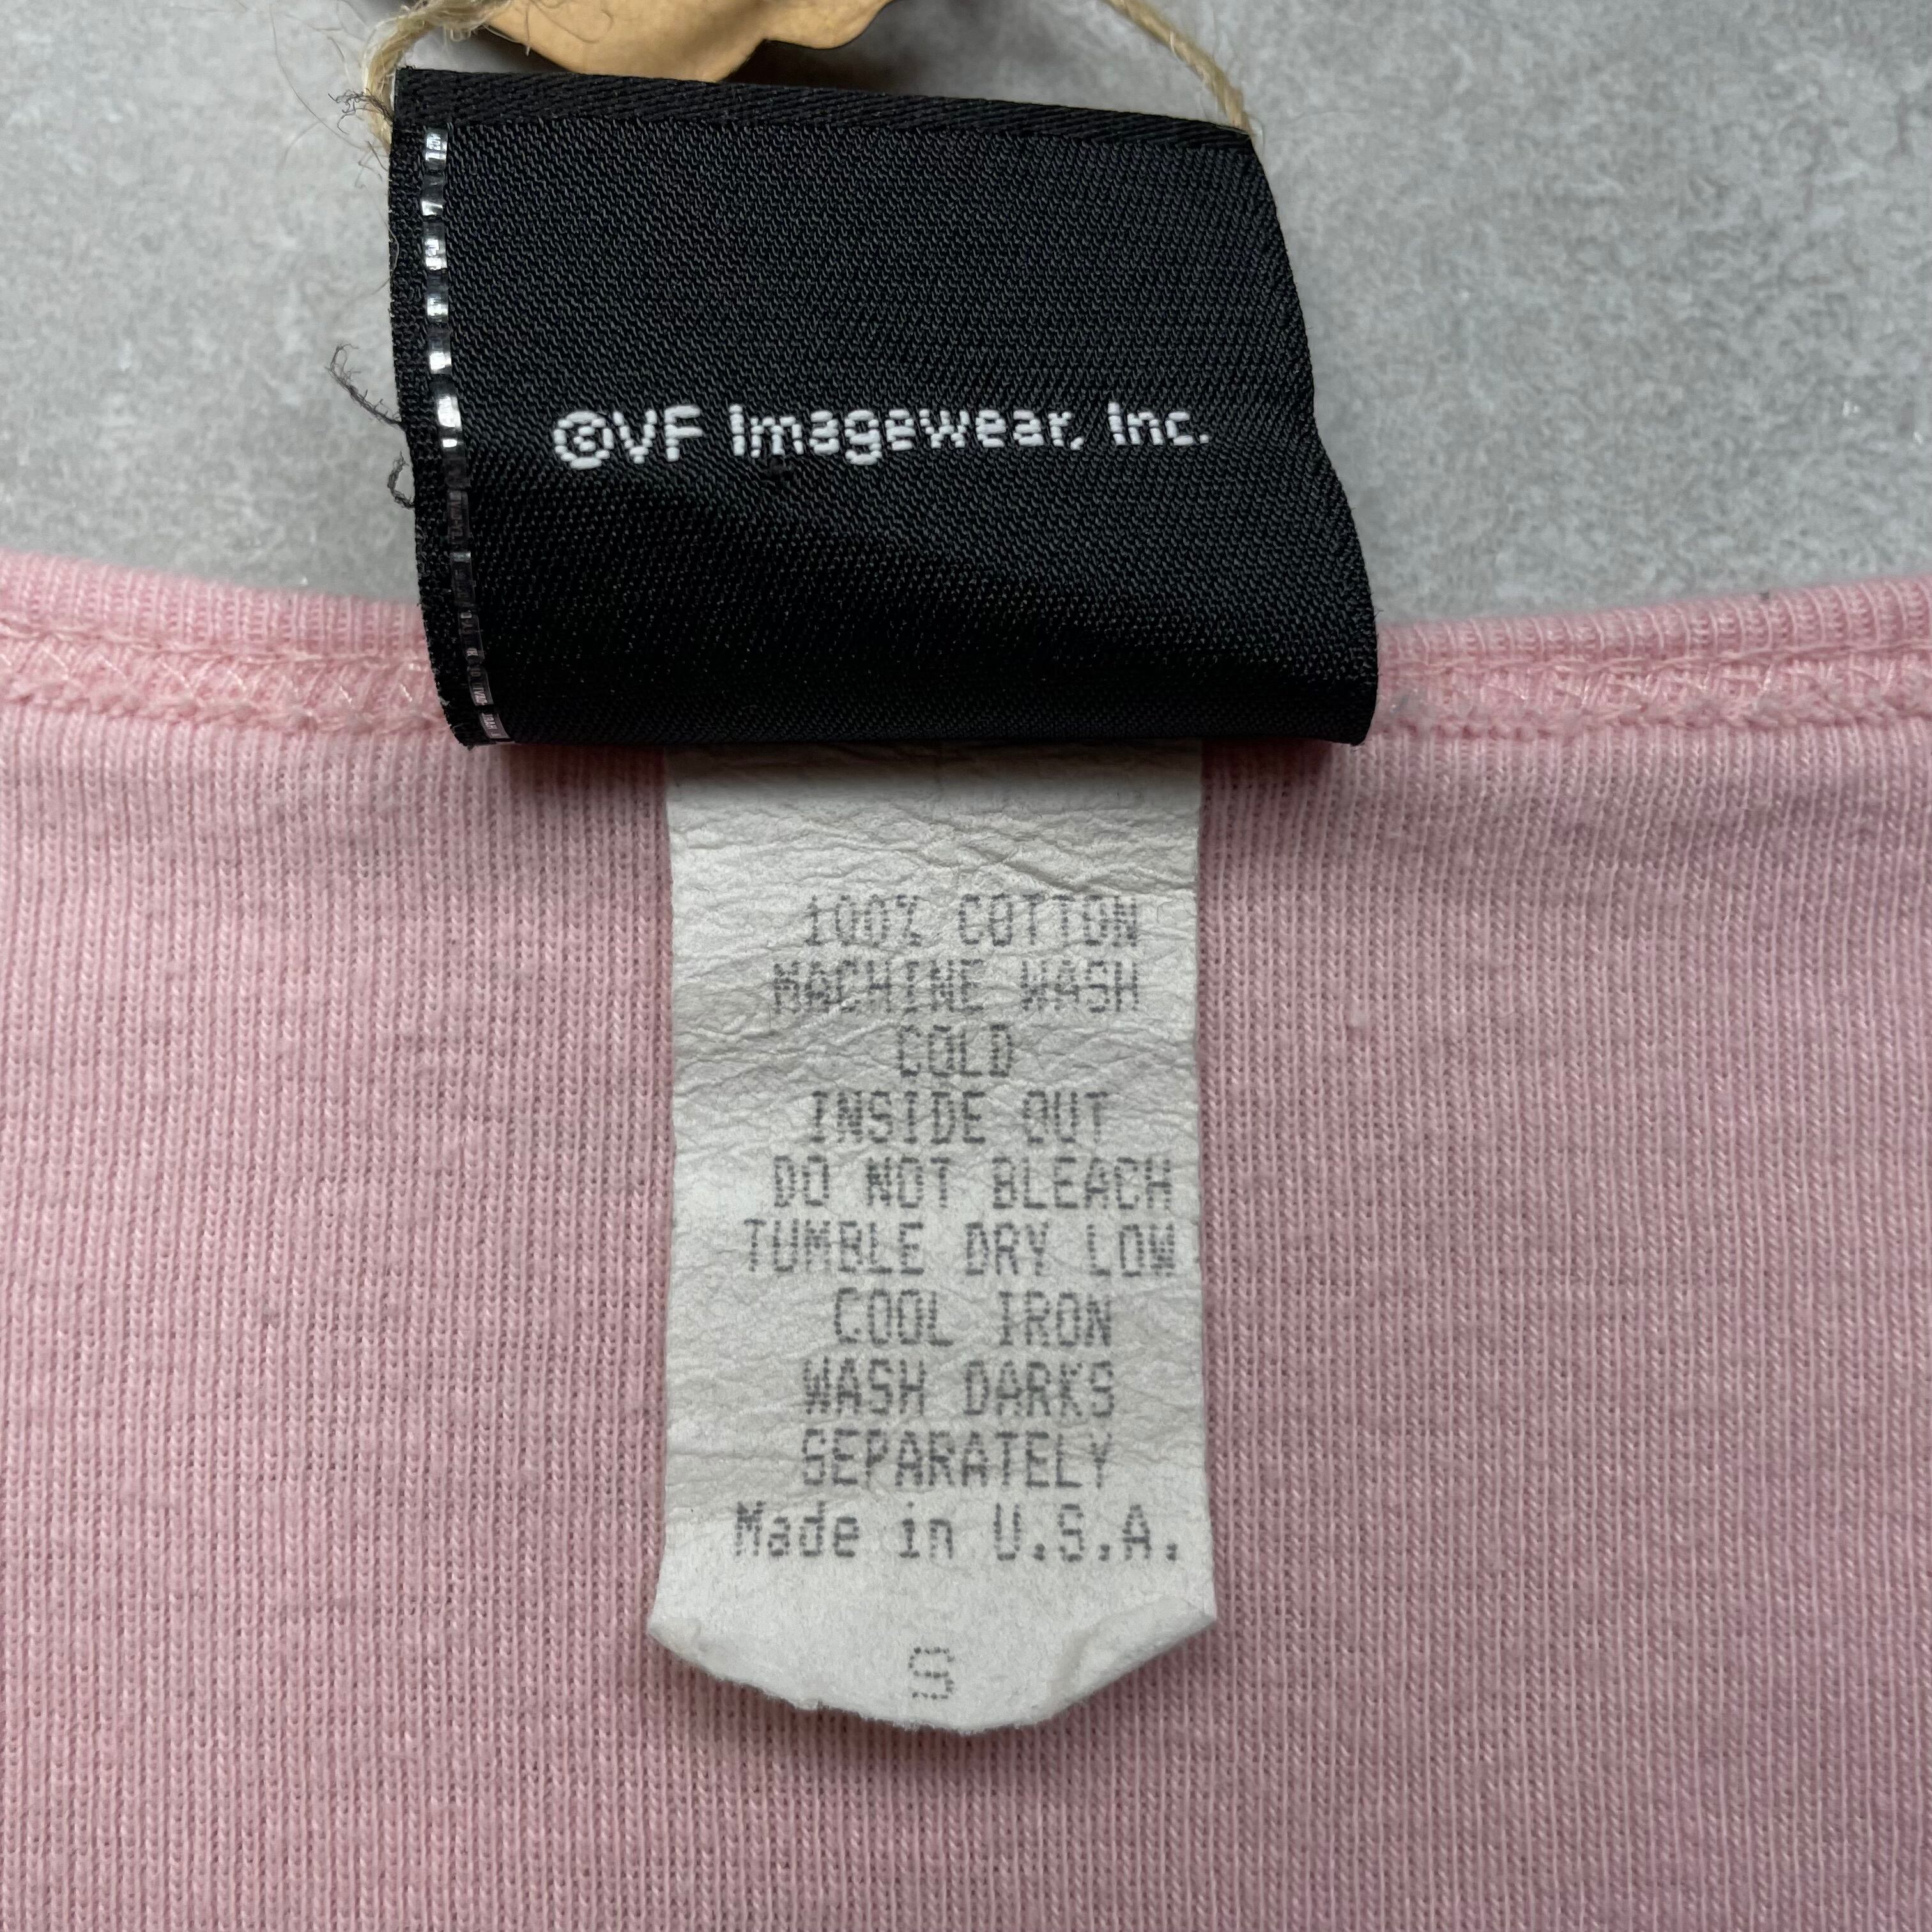 ©VF Imagewear, Inc.
100% COTTON
MACHINE WASH
COLD
INSIDE OUT
DO NOT BLEACH
TUMBLE DRY LOW
COOL IRON
WASH DARKS
SEPARATELY
Made in U.S.A.
S